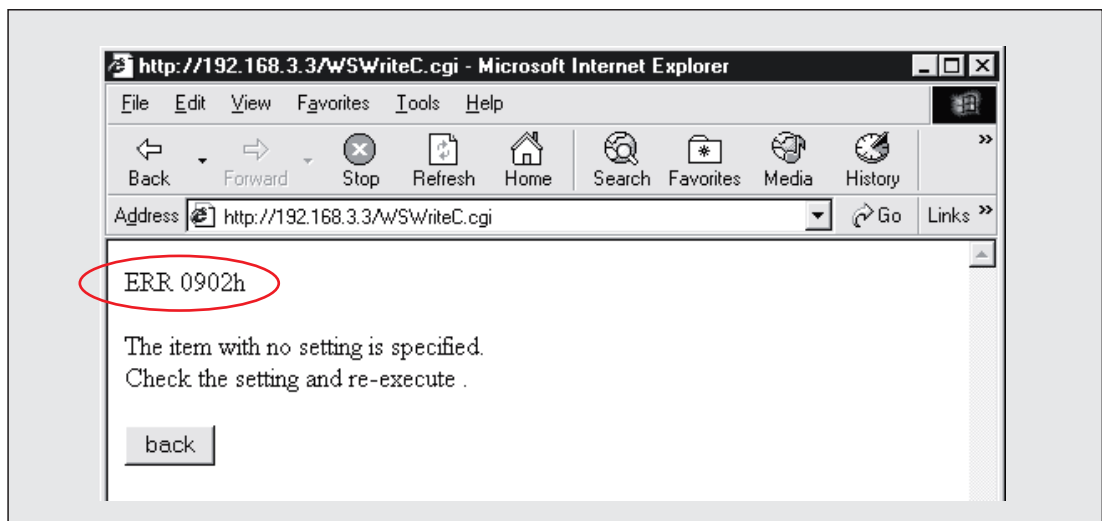 http://192.168.3.3/WSWriteC.cgi - Microsoft Internet Explorer
File Edit View Favorites Tools Help
Back Forward Stop Refresh Home Search Favorites Media History »
Address http://192.168.3.3/WSWriteC.cgi Go Links »
ERR 0902h
The item with no setting is specified.
Check the setting and re-execute .
back